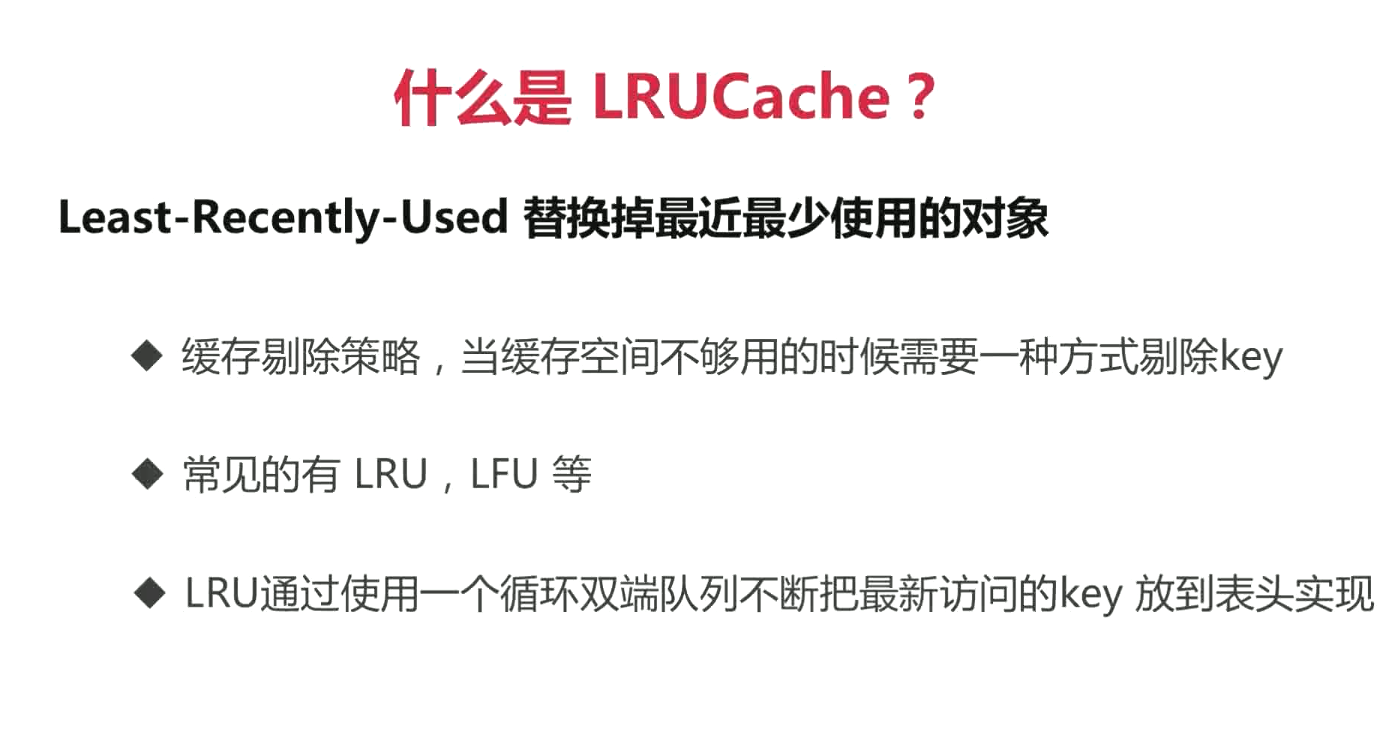 什么是 LRUCache？
Least-Recently-Used 替换掉最近最少使用的对象
◆ 缓存剔除策略，当缓存空间不够用的时候需要一种方式剔除key
◆ 常见的有 LRU，LFU 等
◆ LRU通过使用一个循环双端队列不断把最新访问的key 放到表头实现